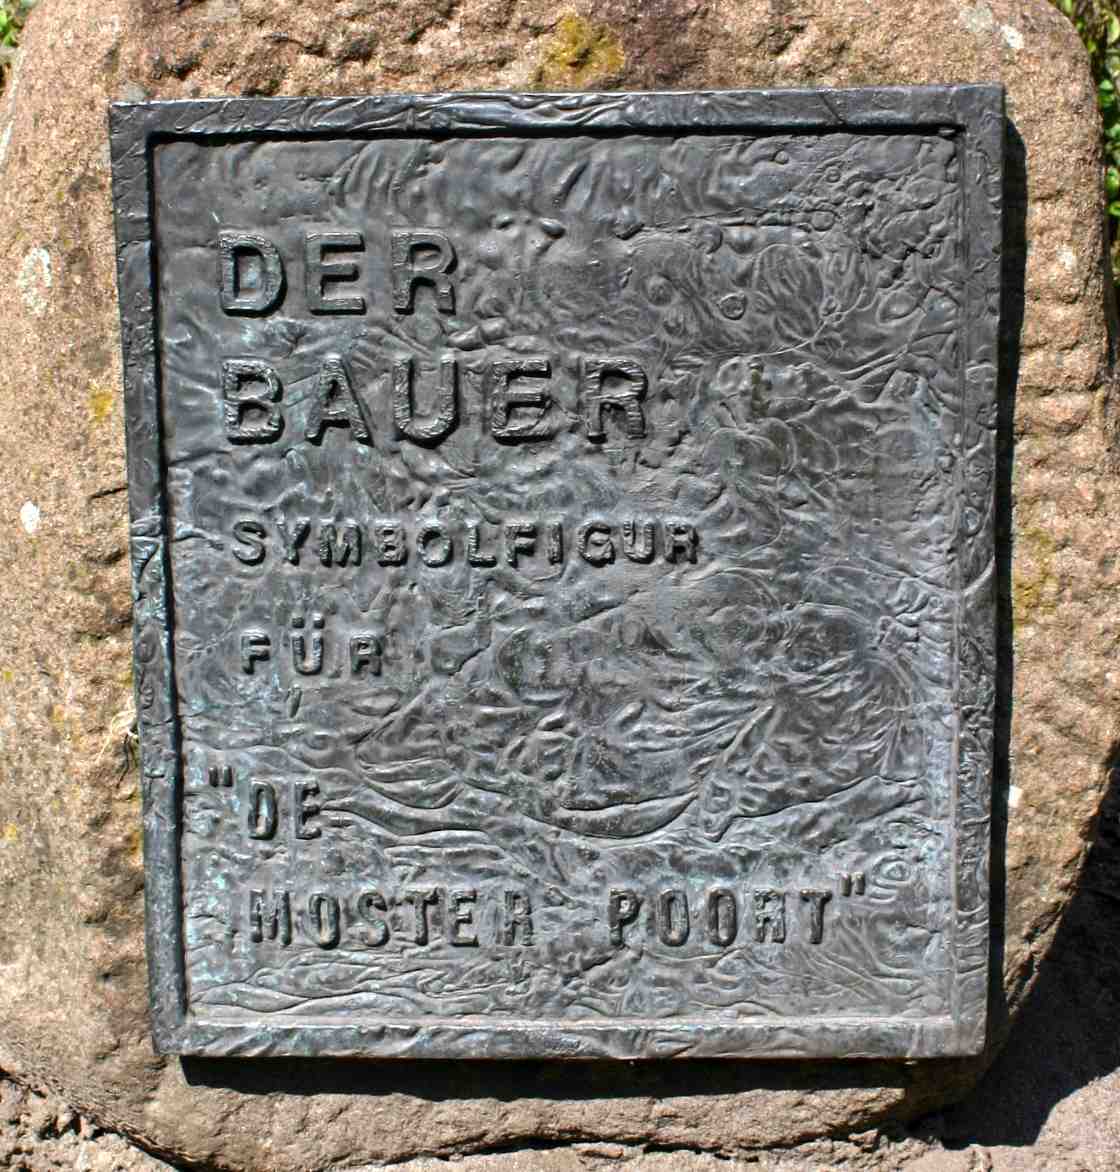 DER
BAUER
SYMBOLFIGUR
FÜR
"DE
MOSTER POORT"